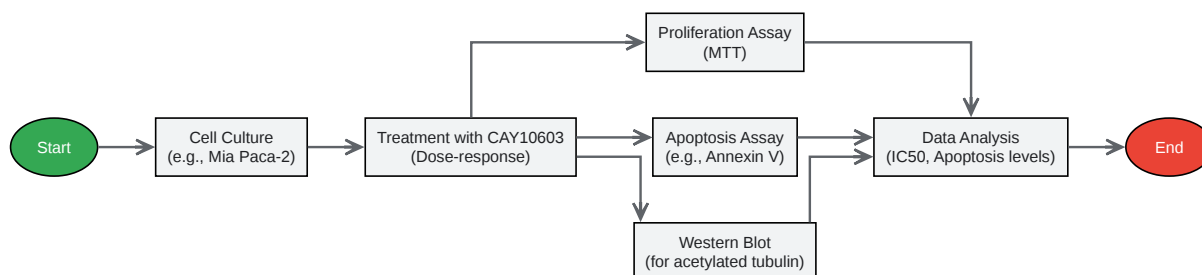 Start
Cell Culture
(e.g., Mia Paca-2)
Treatment with CAY10603
(Dose-response)
Proliferation Assay
(MTT)
Apoptosis Assay
(e.g., Annexin V)
Western Blot
(for acetylated tubulin)
Data Analysis
(IC50, Apoptosis levels)
End